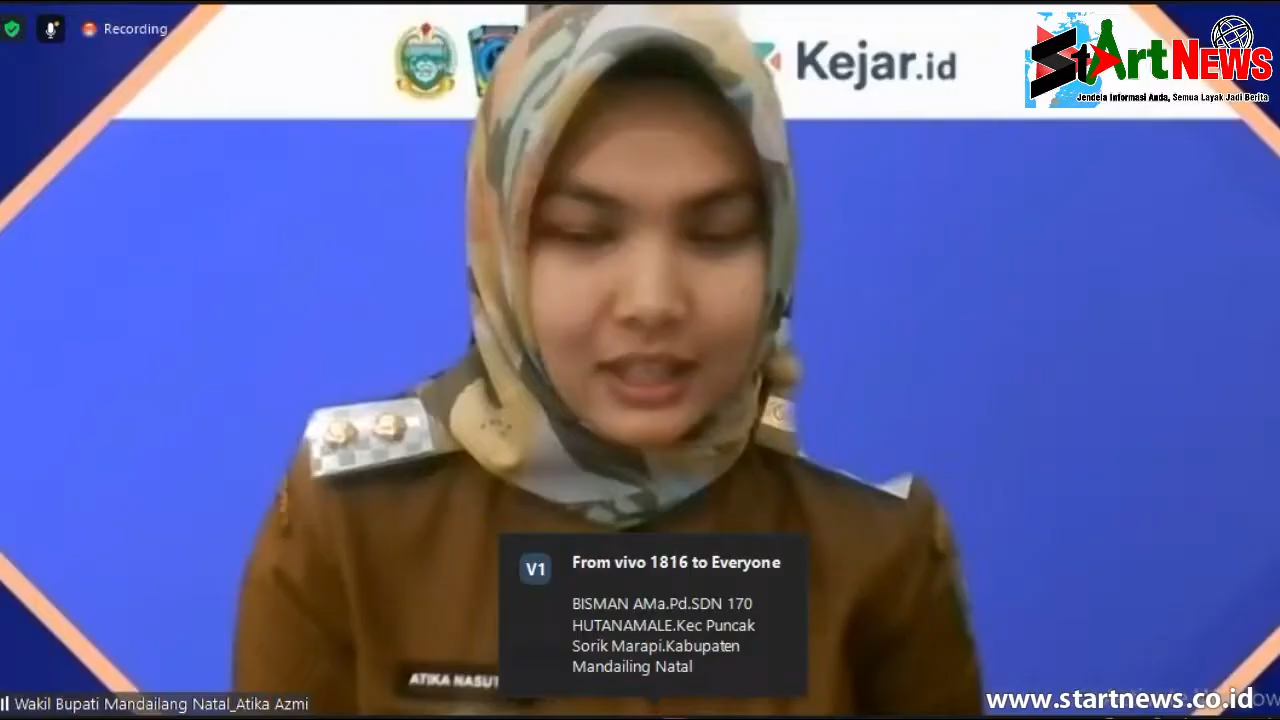 Recording
Kejar.id
StArtNews
Jendela Informasi Anda, Semua Layak Jadi Berita
V1
From vivo 1816 to Everyone
BISMAN AMa.Pd.SDN 170
HUTANAMALE.Kec Puncak
Sorik Marapi.Kabupaten
Mandailing Natal
ATIKA NASUT
Wakil Bupati Mandailang Natal_Atika Azmi
www.startnews.co.id